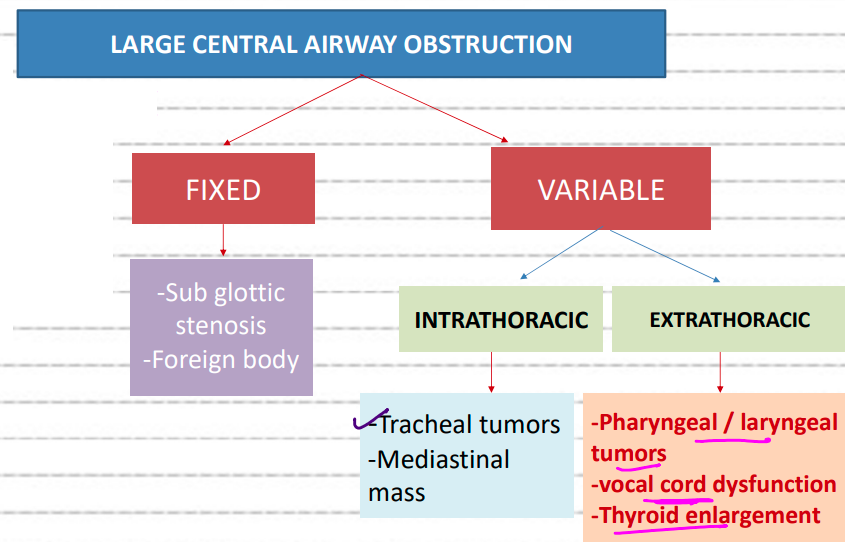 LARGE CENTRAL AIRWAY OBSTRUCTION
FIXED
VARIABLE
-Sub glottic
stenosis
-Foreign body
INTRATHORACIC
EXTRATHORACIC
-Tracheal tumors
-Mediastinal
mass
-Pharyngeal / laryngeal
tumors
-vocal cord dysfunction
-Thyroid enlargement